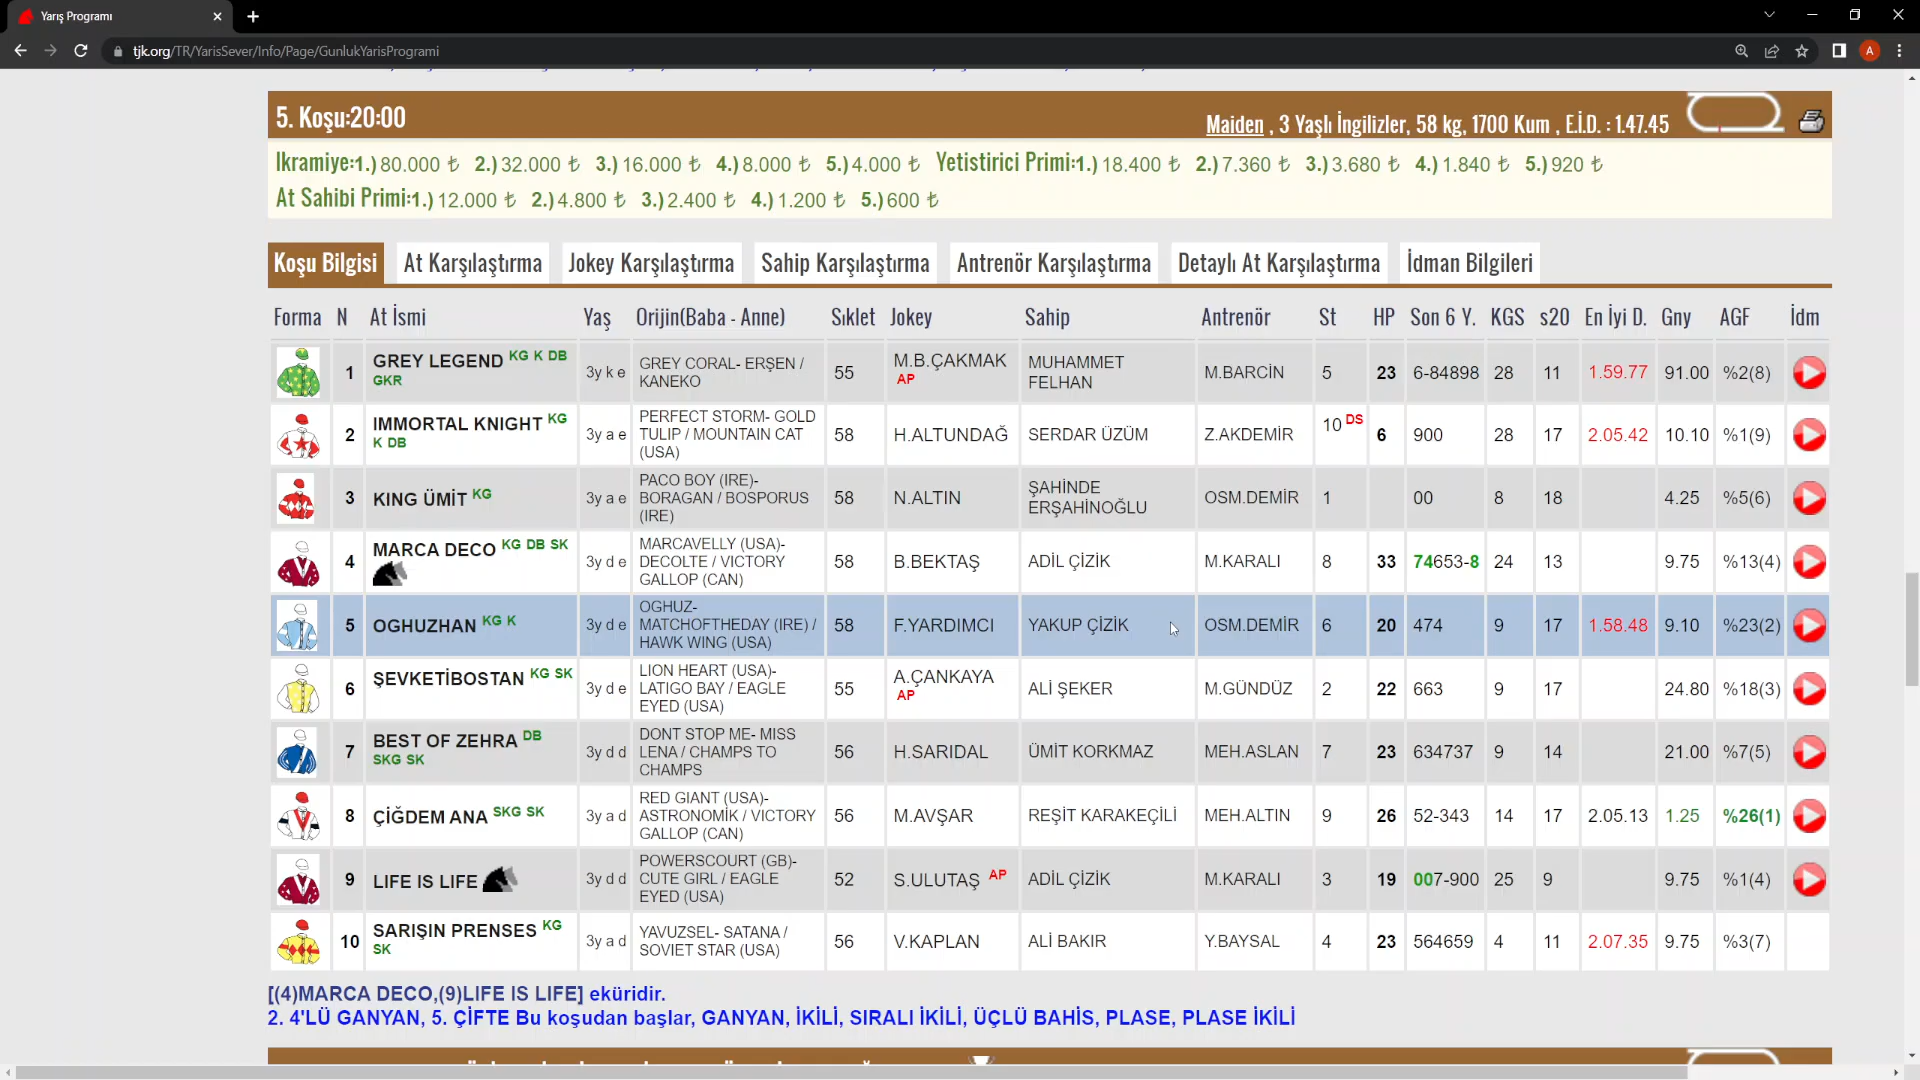 Yarış Programı
tjk.org/TR/YarisSever/Info/Page/GunlukYarisProgrami
A
5. Koşu:20:00
Maiden , 3 Yaşlı İngilizler, 58 kg, 1700 Kum , E.İ.D. : 1.47.45
Ikramiye:1.) 80.000 ₺ 2.) 32.000 ₺ 3.) 16.000 ₺ 4.) 8.000 ₺ 5.) 4.000 ₺ Yetistirici Primi:1.) 18.400 ₺ 2.) 7.360 ₺ 3.) 3.680 ₺ 4.) 1.840 ₺ 5.) 920 ₺
At Sahibi Primi:1.) 12.000 ₺ 2.) 4.800 ₺ 3.) 2.400 ₺ 4.) 1.200 ₺ 5.) 600 ₺
Koşu Bilgisi At Karşılaştırma Jokey Karşılaştırma Sahip Karşılaştırma Antrenör Karşılaştırma Detaylı At Karşılaştırma İdman Bilgileri
Forma N At İsmi Yaş Orijin(Baba - Anne) Sıklet Jokey Sahip Antrenör St HP Son 6 Y. KGS s20 En İyi D. Gny AGF İdm
1 GREY LEGEND KG K DB GKR 3y k e GREY CORAL- ERŞEN / KANEKO 55 M.B.ÇAKMAK AP MUHAMMET FELHAN M.BARCİN 5 23 6-84898 28 11 1.59.77 91.00 %2(8)
2 IMMORTAL KNIGHT KG K DB 3y a e PERFECT STORM- GOLD TULIP / MOUNTAIN CAT (USA) 58 H.ALTUNDAĞ SERDAR ÜZÜM Z.AKDEMİR 10 DS 6 900 28 17 2.05.42 10.10 %1(9)
3 KING ÜMİT KG 3y a e PACO BOY (IRE)- BORAGAN / BOSPORUS (IRE) 58 N.ALTIN ŞAHİNDE ERŞAHİNOĞLU OSM.DEMİR 1 00 8 18 4.25 %5(6)
4 MARCA DECO KG DB SK 3y d e MARCAVELLY (USA)- DECOLTE / VICTORY GALLOP (CAN) 58 B.BEKTAŞ ADİL ÇİZİK M.KARALI 8 33 74653-8 24 13 9.75 %13(4)
5 OGHUZHAN KG K 3y d e OGHUZ- MATCHOFTHEDAY (IRE) / HAWK WING (USA) 58 F.YARDIMCI YAKUP ÇİZİK OSM.DEMİR 6 20 474 9 17 1.58.48 9.10 %23(2)
6 ŞEVKETİBOSTAN KG SK 3y d e LION HEART (USA)- LATIGO BAY / EAGLE EYED (USA) 55 A.ÇANKAYA AP ALİ ŞEKER M.GÜNDÜZ 2 22 663 9 17 24.80 %18(3)
7 BEST OF ZEHRA DB SKG SK 3y d d DONT STOP ME- MISS LENA / CHAMPS TO CHAMPS 56 H.SARIDAL ÜMİT KORKMAZ MEH.ASLAN 7 23 634737 9 14 21.00 %7(5)
8 ÇİĞDEM ANA SKG SK 3y a d RED GIANT (USA)- ASTRONOMİK / VICTORY GALLOP (CAN) 56 M.AVŞAR REŞİT KARAKEÇİLİ MEH.ALTIN 9 26 52-343 14 17 2.05.13 1.25 %26(1)
9 LIFE IS LIFE 3y d d POWERSCOURT (GB)- CUTE GIRL / EAGLE EYED (USA) 52 S.ULUTAŞ AP ADİL ÇİZİK M.KARALI 3 19 007-900 25 9 9.75 %1(4)
10 SARIŞIN PRENSES KG SK 3y a d YAVUZSEL- SATANA / SOVIET STAR (USA) 56 V.KAPLAN ALİ BAKIR Y.BAYSAL 4 23 564659 4 11 2.07.35 9.75 %3(7)
[(4)MARCA DECO,(9)LIFE IS LIFE] eküridir.
2. 4'LÜ GANYAN, 5. ÇİFTE Bu koşudan başlar, GANYAN, İKİLİ, SIRALI İKİLİ, ÜÇLÜ BAHİS, PLASE, PLASE İKİLİ